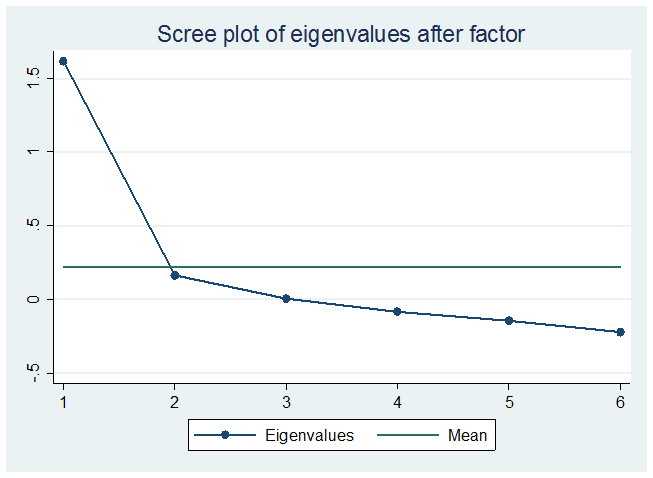 Scree plot of eigenvalues after factor
1.5
1
.5
0
-.5
1 2 3 4 5 6
Eigenvalues Mean